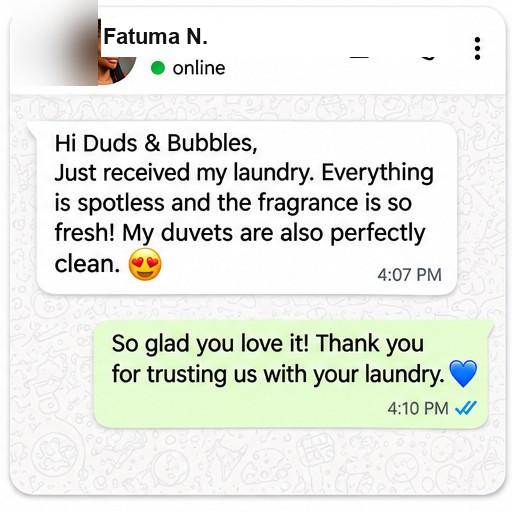 Fatuma N.
online
Hi Duds & Bubbles,
Just received my laundry. Everything
is spotless and the fragrance is so
fresh! My duvets are also perfectly
clean. 😍
4:07 PM
So glad you love it! Thank you
for trusting us with your laundry. 💙
4:10 PM